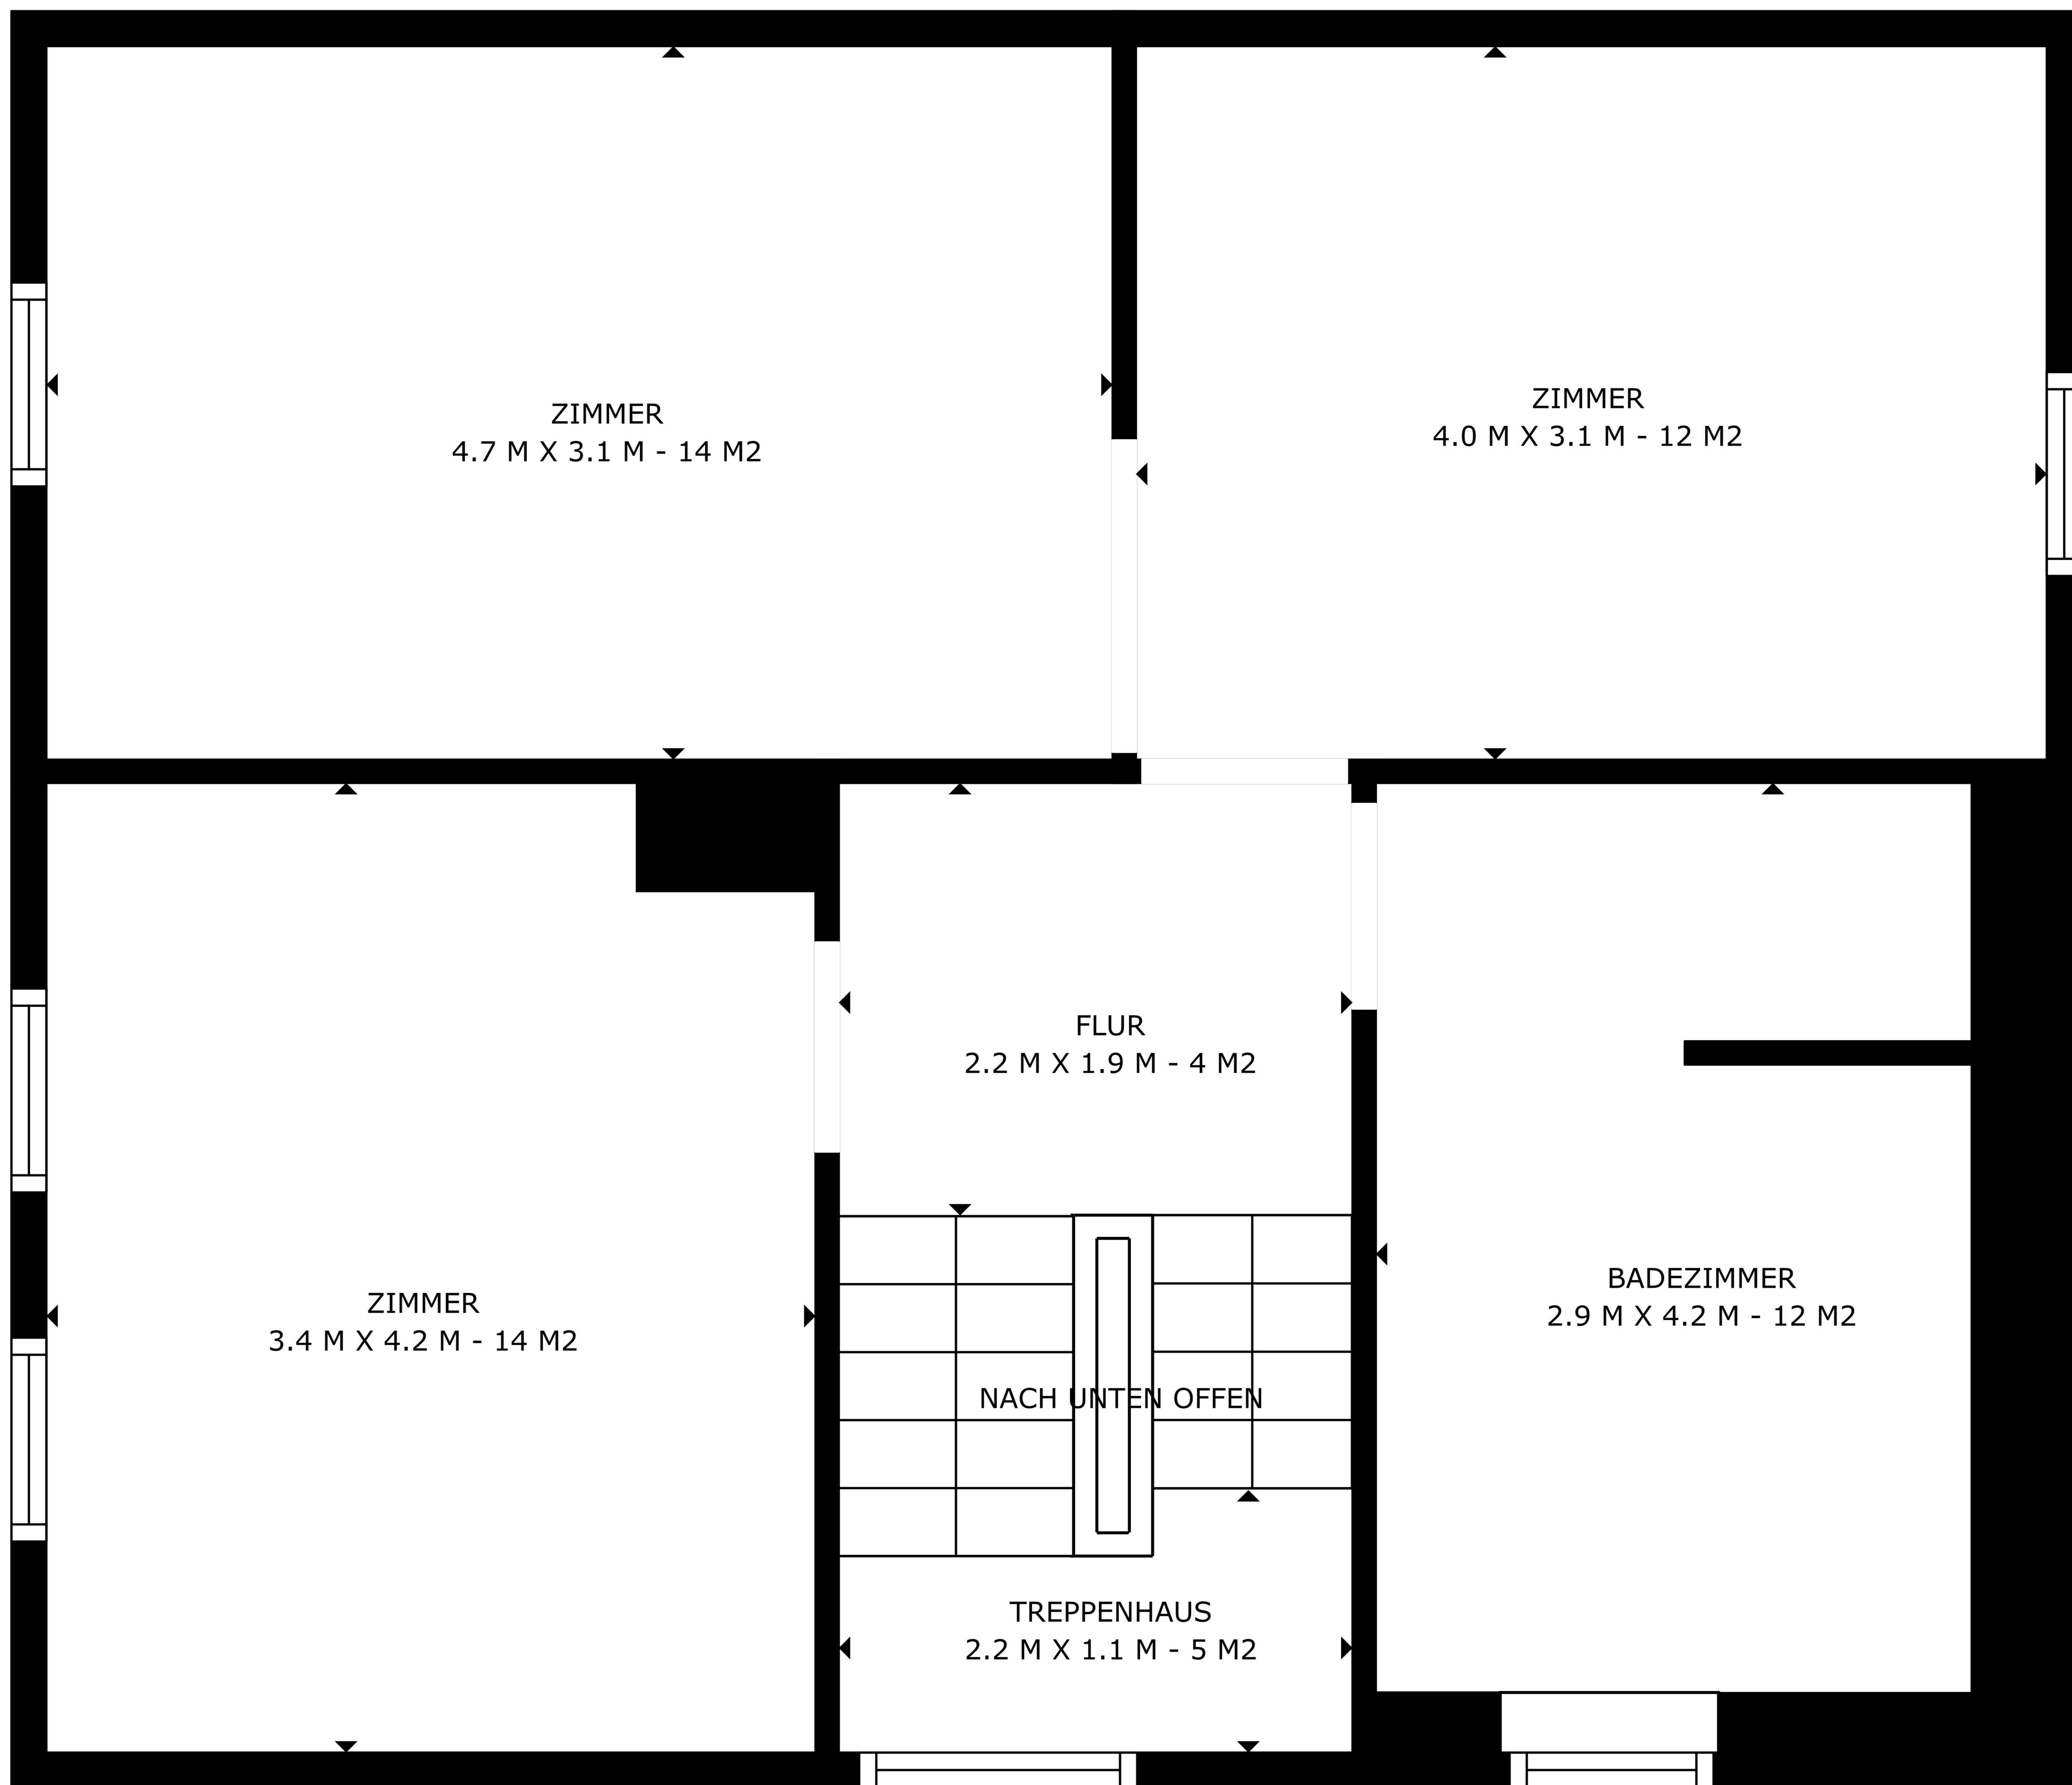 ZIMMER
4.7 M X 3.1 M - 14 M2
ZIMMER
4.0 M X 3.1 M - 12 M2
FLUR
2.2 M X 1.9 M - 4 M2
ZIMMER
3.4 M X 4.2 M - 14 M2
BADEZIMMER
2.9 M X 4.2 M - 12 M2
NACH UNTEN OFFEN
TREPPENHAUS
2.2 M X 1.1 M - 5 M2